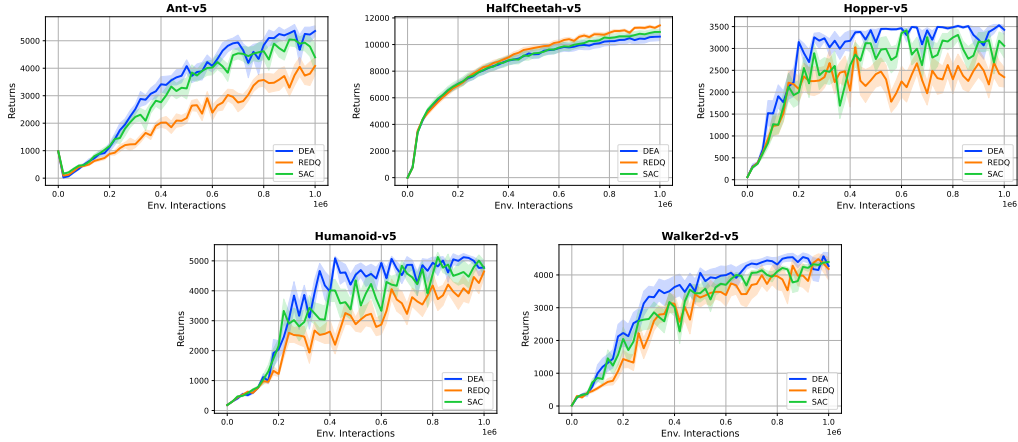 Ant-v5
Returns
5000
4000
3000
2000
1000
0
0.0
0.2
0.4
0.6
0.8
1.0
1e6
Env. Interactions
DEA
REDQ
SAC
HalfCheetah-v5
Returns
12000
10000
8000
6000
4000
2000
0
0.0
0.2
0.4
0.6
0.8
1.0
1e6
Env. Interactions
DEA
REDQ
SAC
Hopper-v5
Returns
3500
3000
2500
2000
1500
1000
500
0
0.0
0.2
0.4
0.6
0.8
1.0
1e6
Env. Interactions
DEA
REDQ
SAC
Humanoid-v5
Returns
5000
4000
3000
2000
1000
0
0.0
0.2
0.4
0.6
0.8
1.0
1e6
Env. Interactions
DEA
REDQ
SAC
Walker2d-v5
Returns
4000
3000
2000
1000
0
0.0
0.2
0.4
0.6
0.8
1.0
1e6
Env. Interactions
DEA
REDQ
SAC